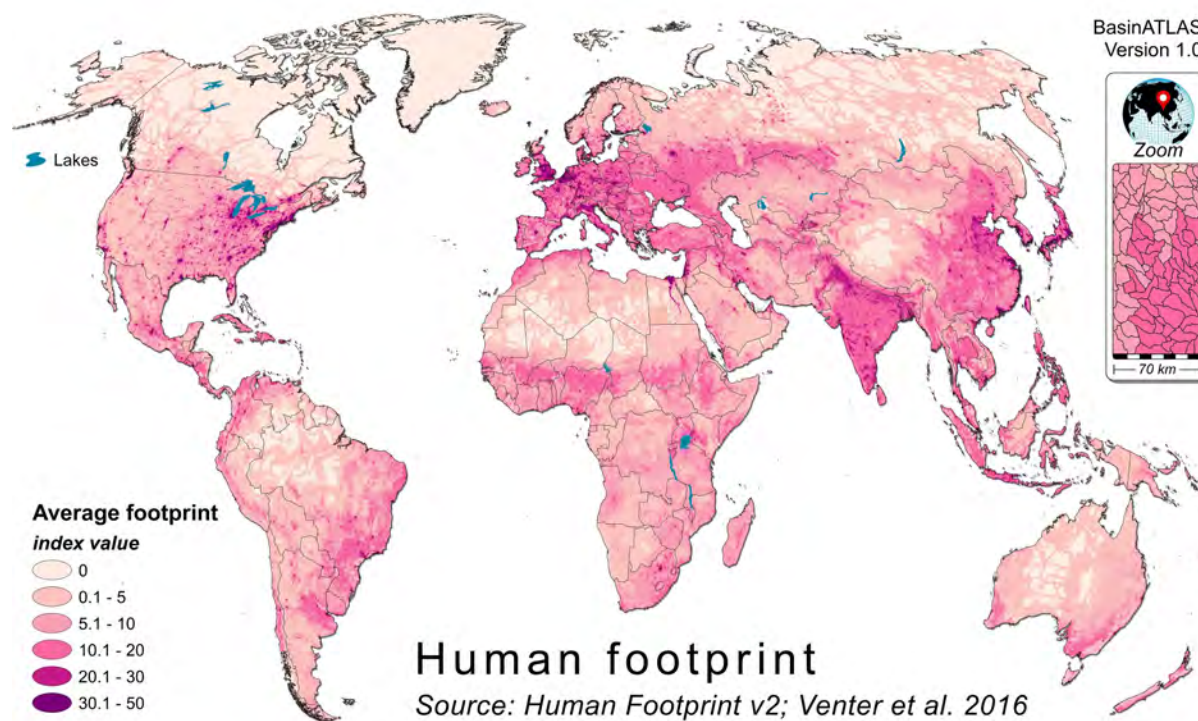 BasinATLAS
Version 1.0
Lakes
Zoom
70 km
Average footprint
index value
0
0.1 - 5
5.1 - 10
10.1 - 20
20.1 - 30
30.1 - 50
Human footprint
Source: Human Footprint v2; Venter et al. 2016